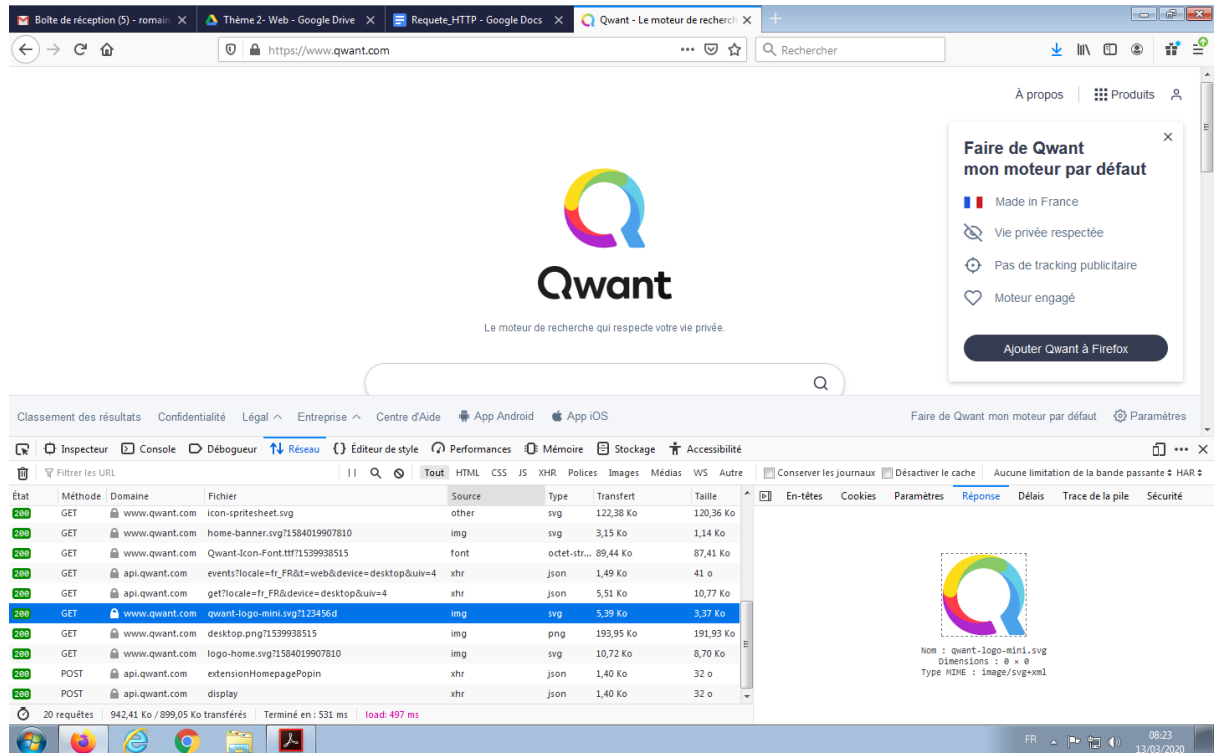 Boîte de réception (5) - romain
Thème 2- Web - Google Drive
Requete_HTTP - Google Docs
Qwant - Le moteur de recherch
https://www.qwant.com
Rechercher
À propos
Produits
Faire de Qwant
mon moteur par défaut
Made in France
Vie privée respectée
Pas de tracking publicitaire
Moteur engagé
Ajouter Qwant à Firefox
Qwant
Le moteur de recherche qui respecte votre vie privée.
Classement des résultats Confidentialité Légal Entreprise Centre d'Aide App Android App iOS Faire de Qwant mon moteur par défaut Paramètres
Inspecteur Console Débogueur Réseau {} Éditeur de style Performances Mémoire Stockage Accessibilité
Filtrer les URL Tout HTML CSS JS XHR Polices Images Médias WS Autre Conserver les journaux Désactiver le cache Aucune limitation de la bande passante HAR
État Méthode Domaine Fichier Source Type Transfert Taille En-têtes Cookies Paramètres Réponse Délais Trace de la pile Sécurité
200 GET www.qwant.com icon-spritesheet.svg other svg 122,38 Ko 120,36 Ko
200 GET www.qwant.com home-banner.svg?1584019907810 img svg 3,15 Ko 1,14 Ko
200 GET www.qwant.com Qwant-Icon-Font.ttf?1539938515 font octet-str... 89,44 Ko 87,41 Ko
200 GET api.qwant.com events?locale=fr_FR&t=web&device=desktop&uiv=4 xhr json 1,49 Ko 41 o
200 GET api.qwant.com get?locale=fr_FR&device=desktop&uiv=4 xhr json 5,51 Ko 10,77 Ko
200 GET www.qwant.com qwant-logo-mini.svg?123456d img svg 5,39 Ko 3,37 Ko
200 GET www.qwant.com desktop.png?1539938515 img png 193,95 Ko 191,93 Ko
200 GET www.qwant.com logo-home.svg?1584019907810 img svg 10,72 Ko 8,70 Ko
200 POST api.qwant.com extensionHomepagePopin xhr json 1,40 Ko 32 o
200 POST api.qwant.com display xhr json 1,40 Ko 32 o
Nom : qwant-logo-mini.svg
Dimensions : 0 × 0
Type MIME : image/svg+xml
20 requêtes 942,41 Ko / 899,05 Ko transférés Terminé en : 531 ms load: 497 ms
FR
08:23
13/03/2020